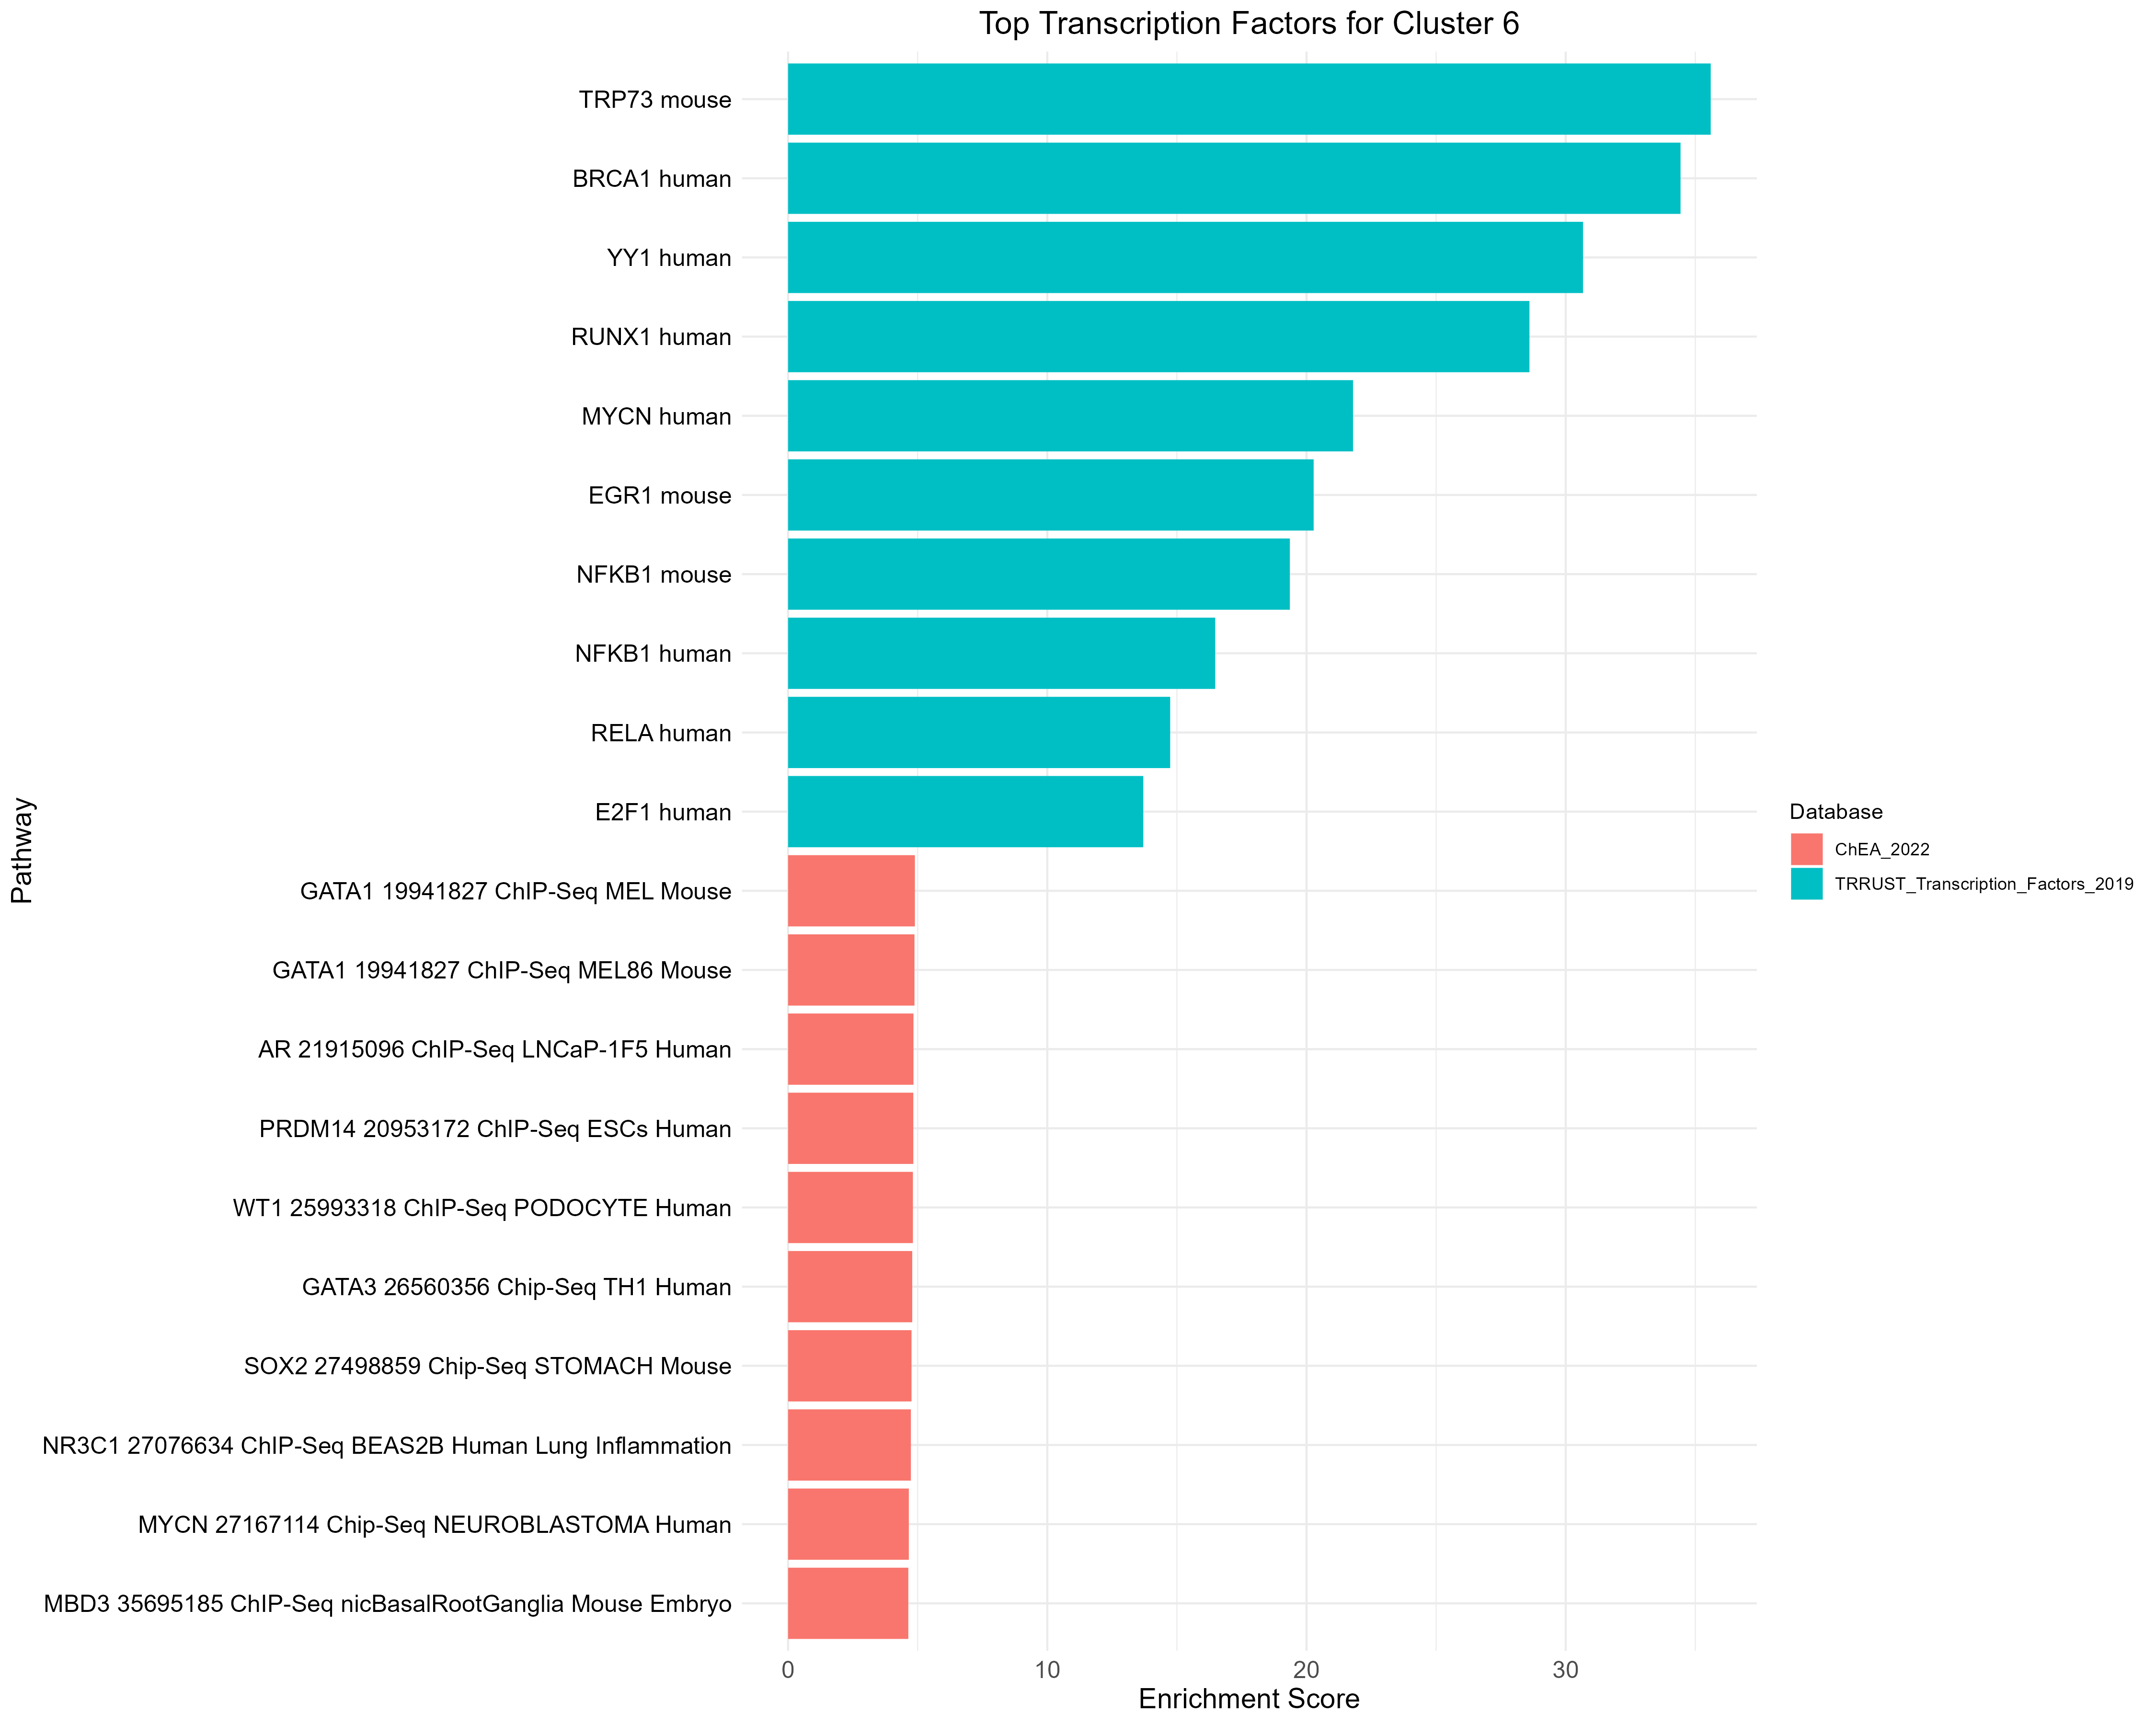 Top Transcription Factors for Cluster 6
TRP73 mouse
BRCA1 human
YY1 human
RUNX1 human
MYCN human
EGR1 mouse
NFKB1 mouse
NFKB1 human
RELA human
E2F1 human
GATA1 19941827 ChIP-Seq MEL Mouse
GATA1 19941827 ChIP-Seq MEL86 Mouse
AR 21915096 ChIP-Seq LNCaP-1F5 Human
PRDM14 20953172 ChIP-Seq ESCs Human
WT1 25993318 ChIP-Seq PODOCYTE Human
GATA3 26560356 Chip-Seq TH1 Human
SOX2 27498859 Chip-Seq STOMACH Mouse
NR3C1 27076634 ChIP-Seq BEAS2B Human Lung Inflammation
MYCN 27167114 Chip-Seq NEUROBLASTOMA Human
MBD3 35695185 ChIP-Seq nicBasalRootGanglia Mouse Embryo
Pathway
0 10 20 30
Enrichment Score
Database
ChEA_2022
TRRUST_Transcription_Factors_2019